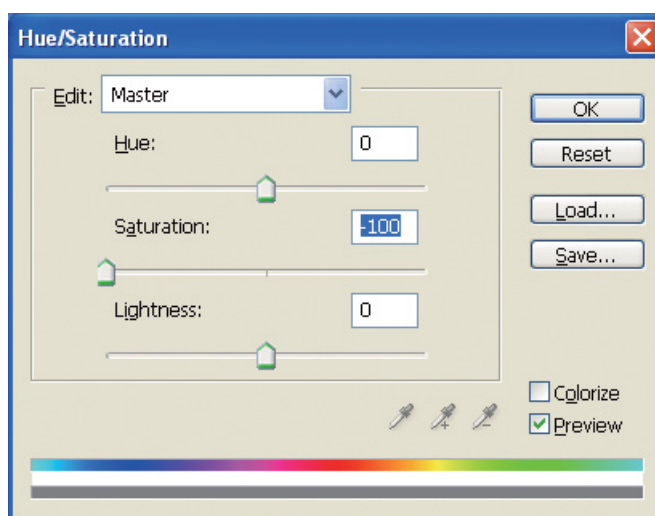 Hue/Saturation
Edit: Master
OK
Hue: 0
Reset
Saturation: -100
Load...
Save...
Lightness: 0
Colorize
Preview